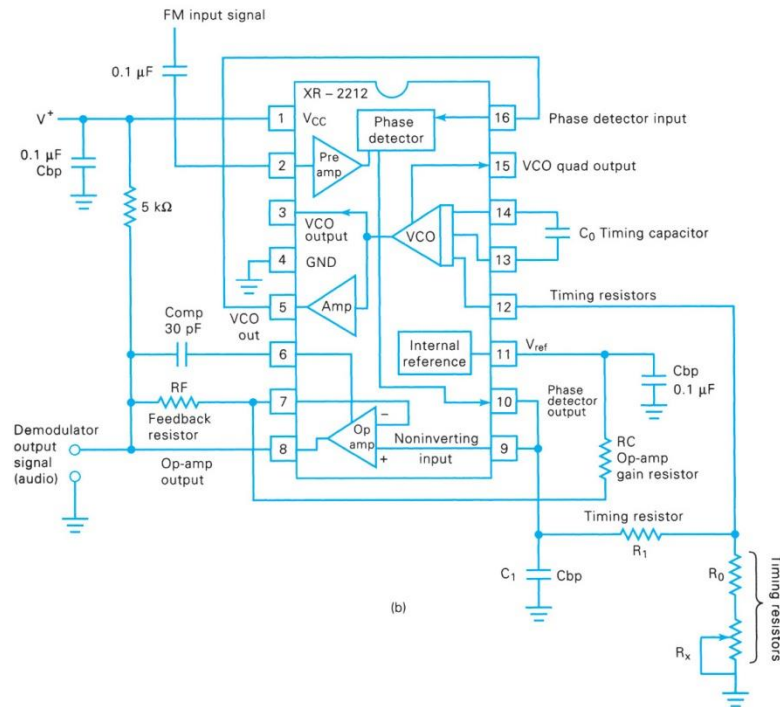 FM input signal
0.1 µF
XR – 2212
V+
1
VCC
Phase
detector
16
Phase detector input
0.1 µF
Cbp
2
Pre
amp
15
VCO quad output
5 kΩ
3
VCO
output
VCO
14
C0 Timing capacitor
13
4
GND
5
Amp
12
Timing resistors
VCO
out
Comp
30 pF
6
Internal
reference
11
Vref
Cbp
0.1 µF
RF
Feedback
resistor
7
–
10
Phase
detector
output
Demodulator
output
signal
(audio)
Op-amp
output
8
Op
amp
+
Noninverting
input
9
RC
Op-amp
gain resistor
Timing resistor
R1
C1
Cbp
R0
Rx
Timing resistors
(b)